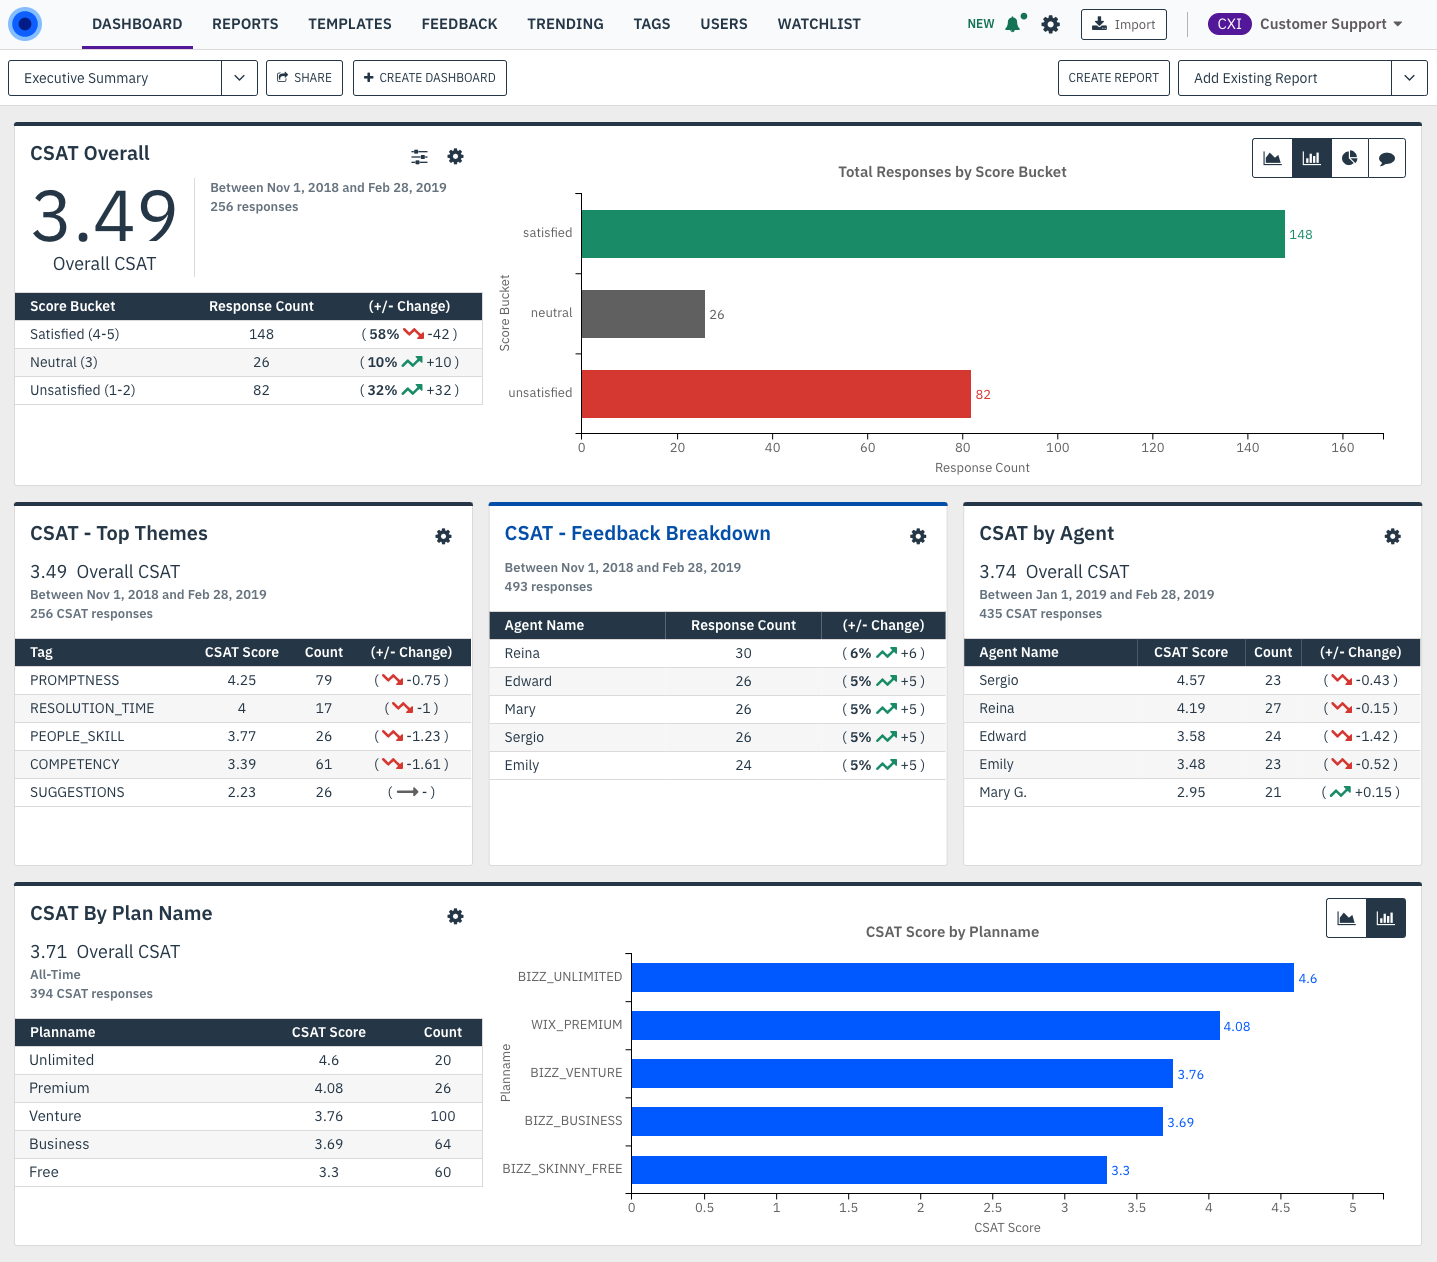 DASHBOARD REPORTS TEMPLATES FEEDBACK TRENDING TAGS USERS WATCHLIST NEW Import CXI Customer Support
Executive Summary SHARE + CREATE DASHBOARD CREATE REPORT Add Existing Report
CSAT Overall
3.49
Overall CSAT
Between Nov 1, 2018 and Feb 28, 2019
256 responses
Score Bucket Response Count (+/- Change)
Satisfied (4-5) 148 ( 58% -42 )
Neutral (3) 26 ( 10% +10 )
Unsatisfied (1-2) 82 ( 32% +32 )
Total Responses by Score Bucket
Score Bucket
satisfied 148
neutral 26
unsatisfied 82
0 20 40 60 80 100 120 140 160
Response Count
CSAT - Top Themes
3.49 Overall CSAT
Between Nov 1, 2018 and Feb 28, 2019
256 CSAT responses
Tag CSAT Score Count (+/- Change)
PROMPTNESS 4.25 79 ( -0.75 )
RESOLUTION_TIME 4 17 ( -1 )
PEOPLE_SKILL 3.77 26 ( -1.23 )
COMPETENCY 3.39 61 ( -1.61 )
SUGGESTIONS 2.23 26 ( - )
CSAT - Feedback Breakdown
Between Nov 1, 2018 and Feb 28, 2019
493 responses
Agent Name Response Count (+/- Change)
Reina 30 ( 6% +6 )
Edward 26 ( 5% +5 )
Mary 26 ( 5% +5 )
Sergio 26 ( 5% +5 )
Emily 24 ( 5% +5 )
CSAT by Agent
3.74 Overall CSAT
Between Jan 1, 2019 and Feb 28, 2019
435 CSAT responses
Agent Name CSAT Score Count (+/- Change)
Sergio 4.57 23 ( -0.43 )
Reina 4.19 27 ( -0.15 )
Edward 3.58 24 ( -1.42 )
Emily 3.48 23 ( -0.52 )
Mary G. 2.95 21 ( +0.15 )
CSAT By Plan Name
3.71 Overall CSAT
All-Time
394 CSAT responses
Planname CSAT Score Count
Unlimited 4.6 20
Premium 4.08 26
Venture 3.76 100
Business 3.69 64
Free 3.3 60
CSAT Score by Planname
Planname
BIZZ_UNLIMITED 4.6
WIX_PREMIUM 4.08
BIZZ_VENTURE 3.76
BIZZ_BUSINESS 3.69
BIZZ_SKINNY_FREE 3.3
0 0.5 1 1.5 2 2.5 3 3.5 4 4.5 5
CSAT Score